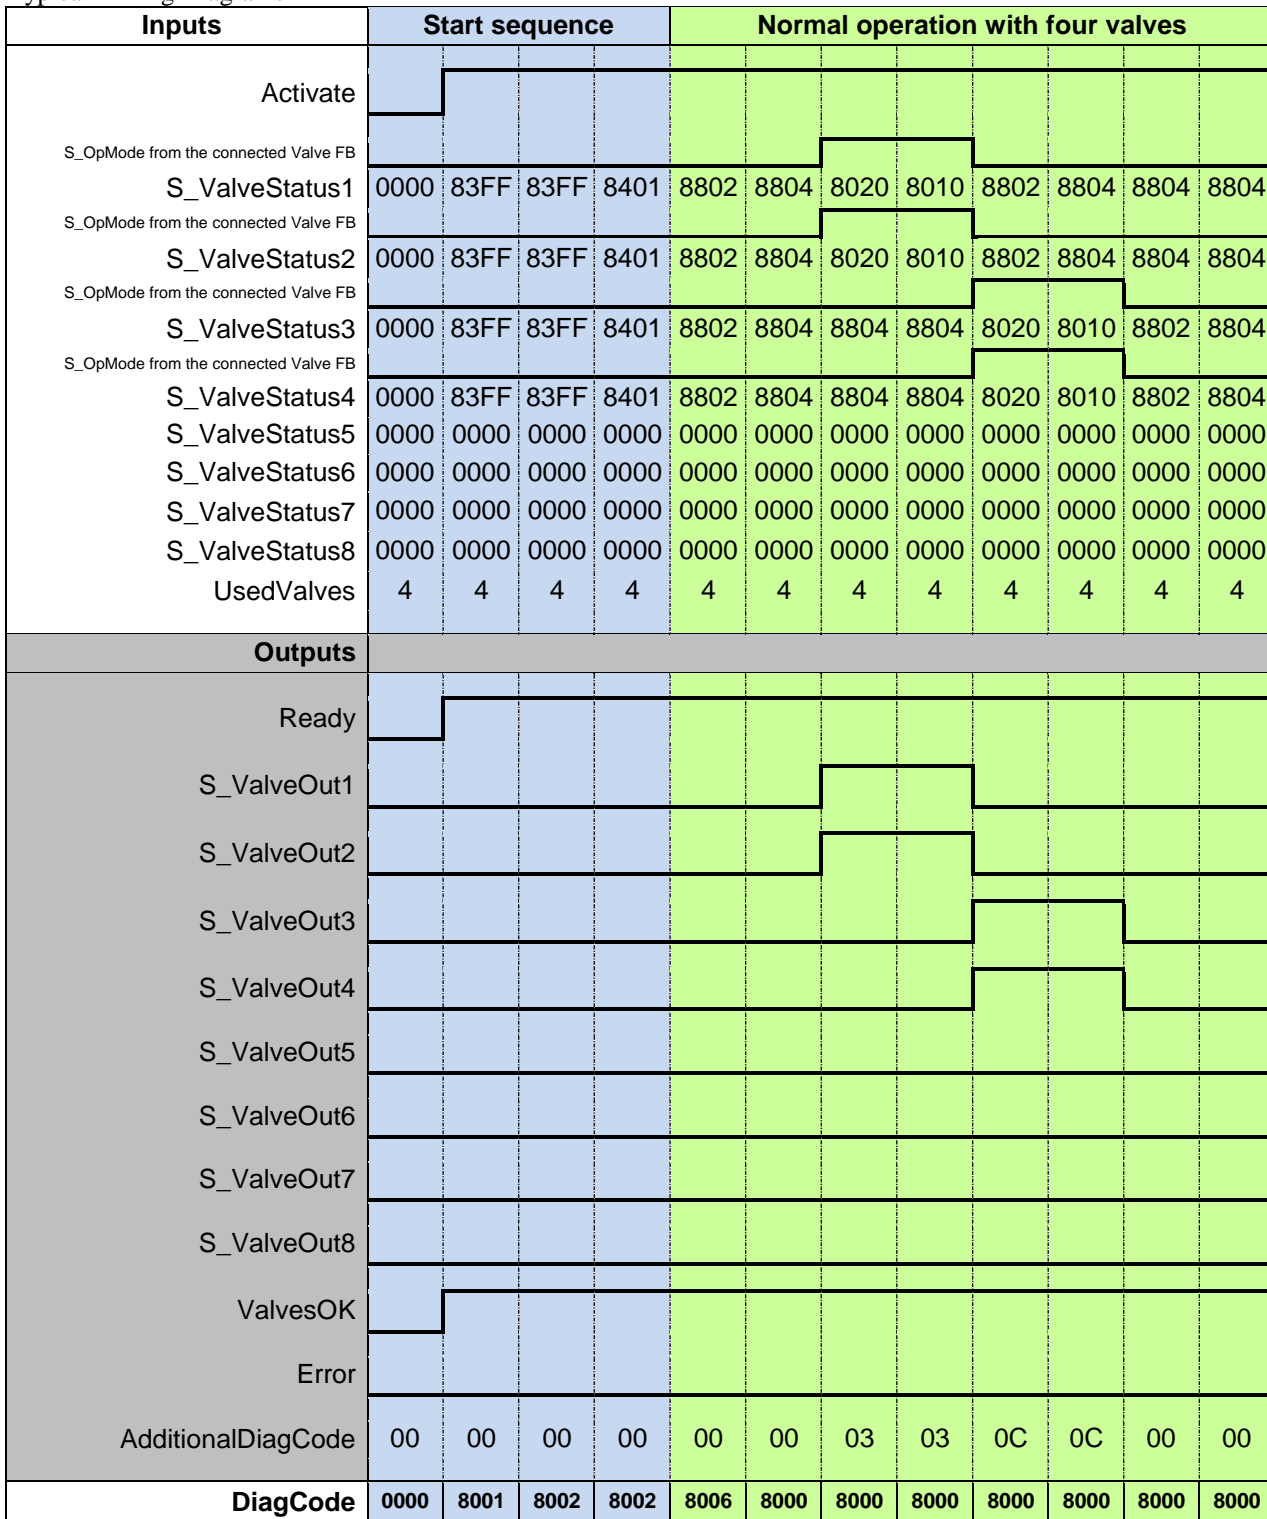 Inputs Start sequence Normal operation with four valves
Activate
S_OpMode from the connected Valve FB
S_ValveStatus1 0000 83FF 83FF 8401 8802 8804 8020 8010 8802 8804 8804 8804
S_OpMode from the connected Valve FB
S_ValveStatus2 0000 83FF 83FF 8401 8802 8804 8020 8010 8802 8804 8804 8804
S_OpMode from the connected Valve FB
S_ValveStatus3 0000 83FF 83FF 8401 8802 8804 8804 8804 8020 8010 8802 8804
S_OpMode from the connected Valve FB
S_ValveStatus4 0000 83FF 83FF 8401 8802 8804 8804 8804 8020 8010 8802 8804
S_ValveStatus5 0000 0000 0000 0000 0000 0000 0000 0000 0000 0000 0000 0000
S_ValveStatus6 0000 0000 0000 0000 0000 0000 0000 0000 0000 0000 0000 0000
S_ValveStatus7 0000 0000 0000 0000 0000 0000 0000 0000 0000 0000 0000 0000
S_ValveStatus8 0000 0000 0000 0000 0000 0000 0000 0000 0000 0000 0000 0000
UsedValves 4 4 4 4 4 4 4 4 4 4 4 4
Outputs
Ready
S_ValveOut1
S_ValveOut2
S_ValveOut3
S_ValveOut4
S_ValveOut5
S_ValveOut6
S_ValveOut7
S_ValveOut8
ValvesOK
Error
AdditionalDiagCode 00 00 00 00 00 00 03 03 0C 0C 00 00
DiagCode 0000 8001 8002 8002 8006 8000 8000 8000 8000 8000 8000 8000